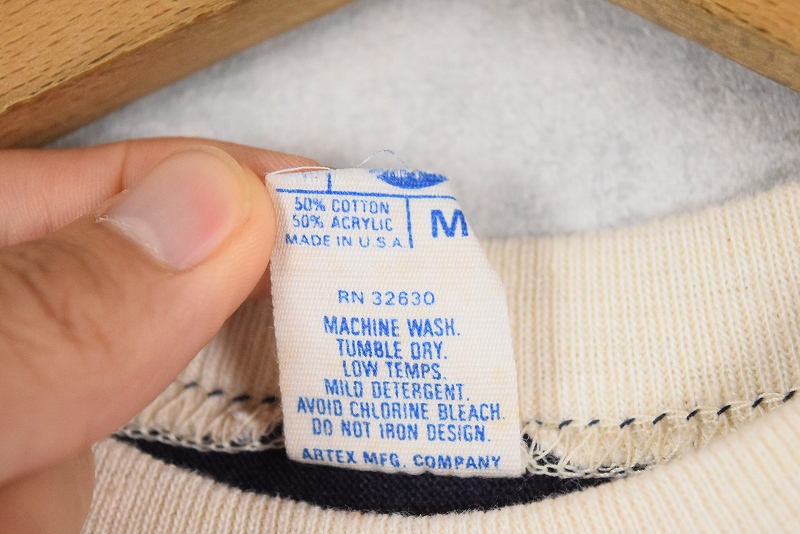 50% COTTON
50% ACRYLIC
MADE IN U.S.A.
M
RN 32630
MACHINE WASH.
TUMBLE DRY.
LOW TEMPS.
MILD DETERGENT.
AVOID CHLORINE BLEACH.
DO NOT IRON DESIGN.
ARTEX MFG. COMPANY